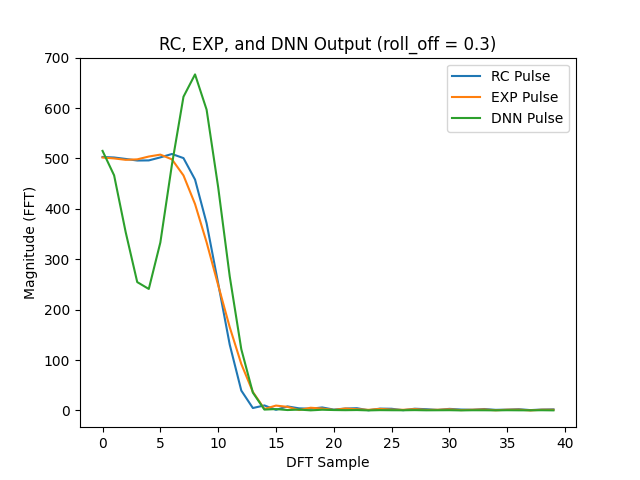 RC, EXP, and DNN Output (roll_off = 0.3)
RC Pulse
EXP Pulse
DNN Pulse
Magnitude (FFT)
700
600
500
400
300
200
100
0
0 5 10 15 20 25 30 35 40
DFT Sample